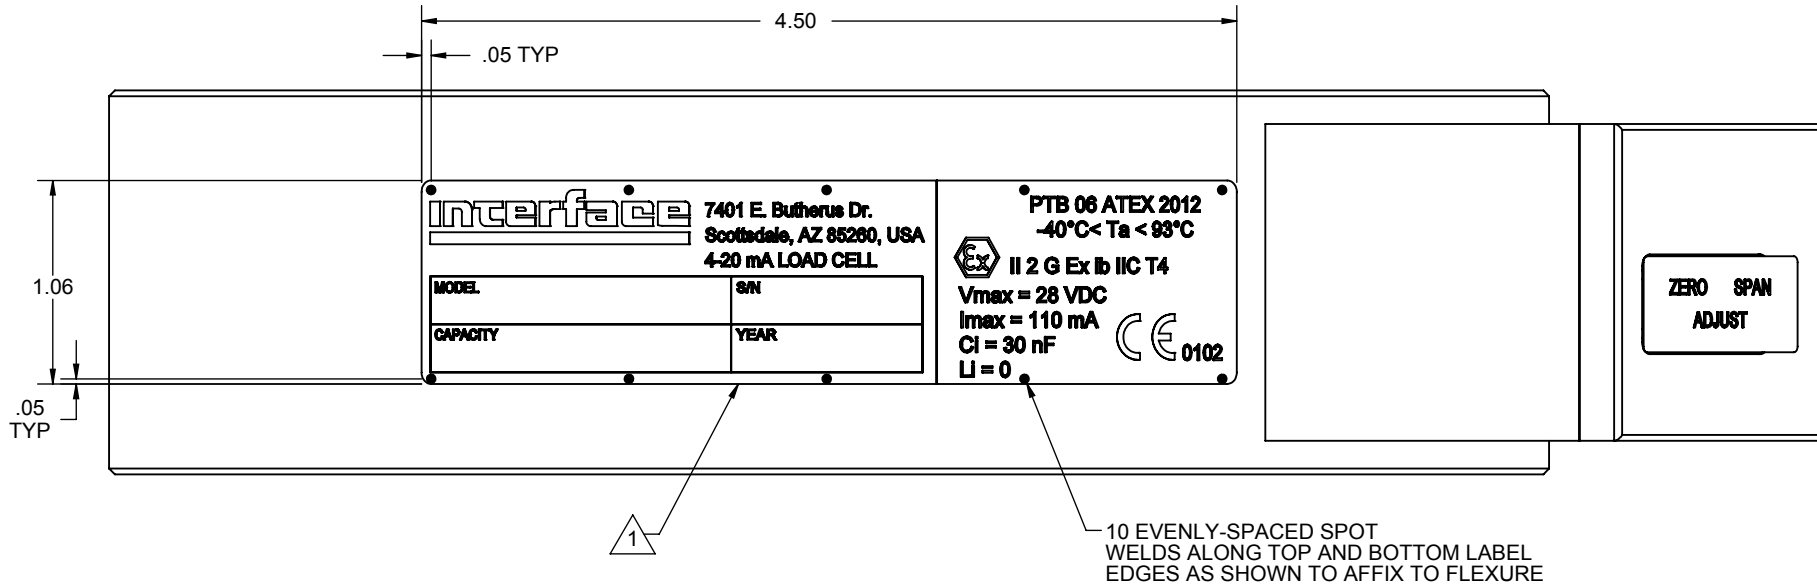 4.50
.05 TYP
interface
7401 E. Butherus Dr.
Scottsdale, AZ 85260, USA
4-20 mA LOAD CELL
MODEL
S/N
CAPACITY
YEAR
PTB 06 ATEX 2012
-40°C< Ta < 93°C
Ex II 2 G Ex ib IIC T4
Vmax = 28 VDC
Imax = 110 mA
Ci = 30 nF
Li = 0
CE 0102
ZERO SPAN
ADJUST
1.06
.05
TYP
1
10 EVENLY-SPACED SPOT
WELDS ALONG TOP AND BOTTOM LABEL
EDGES AS SHOWN TO AFFIX TO FLEXURE